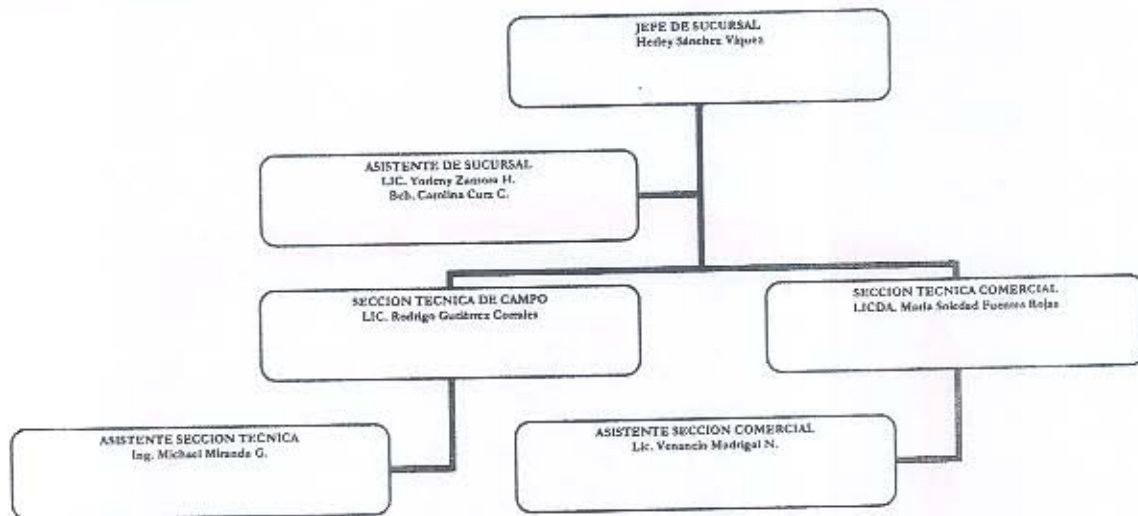 JEFE DE SUCURSAL
Herley Sánchez Váquez
ASISTENTE DE SUCURSAL
LIC. Yorleny Zamora H.
Bch. Carolina C.
SECCION TECNICA DE CAMPO
LIC. Rodrigo Gutiérrez Corrales
SECCION TECNICA COMERCIAL
LICDA. María Soledad Fuentes Rojas
ASISTENTE SECCION TECNICA
Ing. Michael Miranda G.
ASISTENTE SECCION COMERCIAL
Lic. Venancio Madrigal N.